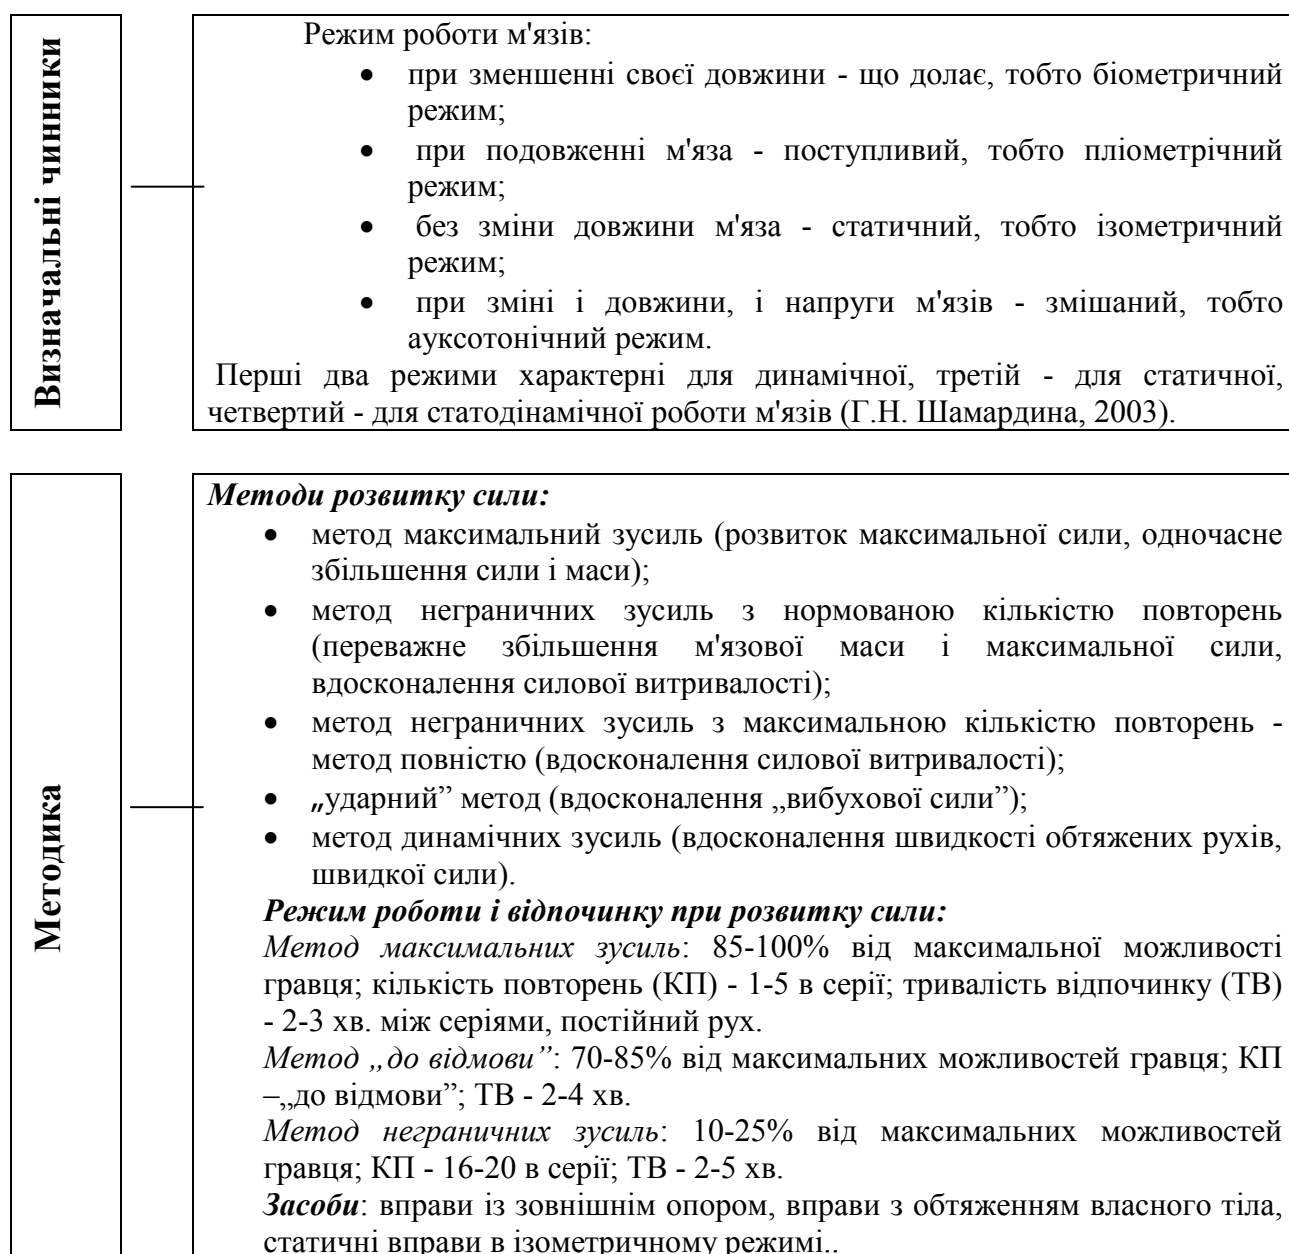 Визначальні чинники
Режим роботи м'язів:
• при зменшенні своєї довжини - що долає, тобто біометричний
режим;
• при подовженні м'яза - поступливий, тобто пліометрічний
режим;
• без зміни довжини м'яза - статичний, тобто ізометричний
режим;
• при зміні і довжини, і напруги м'язів - змішаний, тобто
ауксотонічний режим.
Перші два режими характерні для динамічної, третій - для статичної,
четвертий - для статодінамічної роботи м'язів (Г.Н. Шамардина, 2003).
Методика
Методи розвитку сили:
• метод максимальний зусиль (розвиток максимальної сили, одночасне
збільшення сили і маси);
• метод неграничних зусиль з нормованою кількістю повторень
(переважне збільшення м'язової маси і максимальної сили,
вдосконалення силової витривалості);
• метод неграничних зусиль з максимальною кількістю повторень -
метод повністю (вдосконалення силової витривалості);
• „ударний” метод (вдосконалення „вибухової сили”);
• метод динамічних зусиль (вдосконалення швидкості обтяжених рухів,
швидкої сили).
Режим роботи і відпочинку при розвитку сили:
Метод максимальних зусиль: 85-100% від максимальної можливості
гравця; кількість повторень (КП) - 1-5 в серії; тривалість відпочинку (ТВ)
- 2-3 хв. між серіями, постійний рух.
Метод „до відмови”: 70-85% від максимальних можливостей гравця; КП
–„до відмови”; ТВ - 2-4 хв.
Метод неграничних зусиль: 10-25% від максимальних можливостей
гравця; КП - 16-20 в серії; ТВ - 2-5 хв.
Засоби: вправи із зовнішнім опором, вправи з обтяженням власного тіла,
статичні вправи в ізометричному режимі..